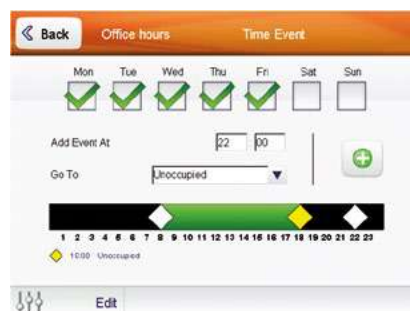 Back Office hours Time Event
Mon Tue Wed Thu Fri Sat Sun
Add Event At 22 00
Go To Unoccupied
1 2 3 4 5 6 7 8 9 10 11 12 13 14 15 16 17 18 19 20 21 22 23
Unoccupied
Edit